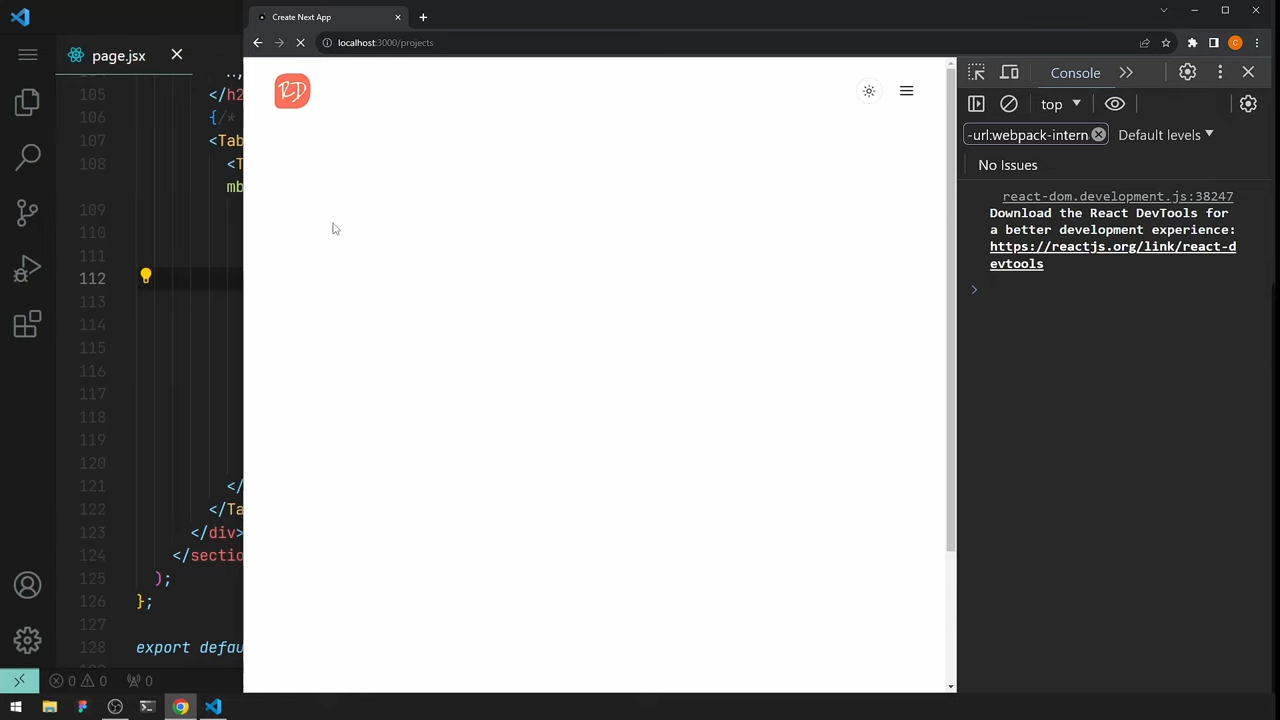 Create Next App
localhost:3000/projects
page.jsx
RD
Console
top
-url:webpack-intern
Default levels
No Issues
react-dom.development.js:38247
Download the React DevTools for
a better development experience:
https://reactjs.org/link/react-d
evtools
105 </h2
106 {/*
107 <Tab
108 <T
mb
109
110
111
112
113
114
115
116
117
118
119
120
121 </
122 </Ta
123 </div>
124 </sectio
125 );
126 };
127
128 export defau
0 0 0
C